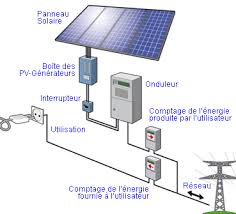 Panneau
Solaire
Boîte des
PV-Générateurs
Onduleur
Interrupteur
Comptage de l'énergie
produite par l'utilisateur
Utilisation
Réseau
Comptage de l'énergie
fournie à l'utilisateur